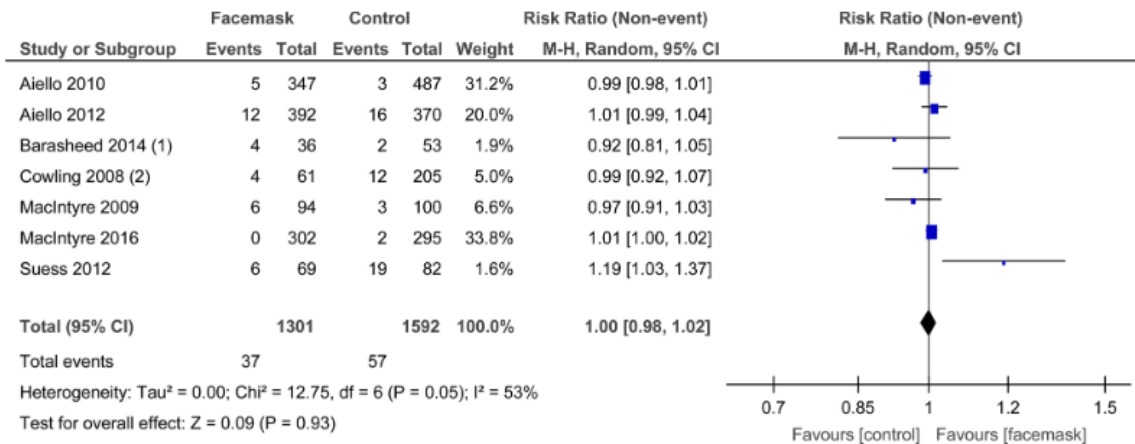 Facemask Control Risk Ratio (Non-event) Risk Ratio (Non-event)
Study or Subgroup Events Total Events Total Weight M-H, Random, 95% CI M-H, Random, 95% CI
Aiello 2010 5 347 3 487 31.2% 0.99 [0.98, 1.01]
Aiello 2012 12 392 16 370 20.0% 1.01 [0.99, 1.04]
Barasheed 2014 (1) 4 36 2 53 1.9% 0.92 [0.81, 1.05]
Cowling 2008 (2) 4 61 12 205 5.0% 0.99 [0.92, 1.07]
MacIntyre 2009 6 94 3 100 6.6% 0.97 [0.91, 1.03]
MacIntyre 2016 0 302 2 295 33.8% 1.01 [1.00, 1.02]
Suess 2012 6 69 19 82 1.6% 1.19 [1.03, 1.37]
Total (95% CI) 1301 1592 100.0% 1.00 [0.98, 1.02]
Total events 37 57
Heterogeneity: Tau² = 0.00; Chi² = 12.75, df = 6 (P = 0.05); I² = 53%
Test for overall effect: Z = 0.09 (P = 0.93)
0.7 0.85 1 1.2 1.5
Favours [control] Favours [facemask]